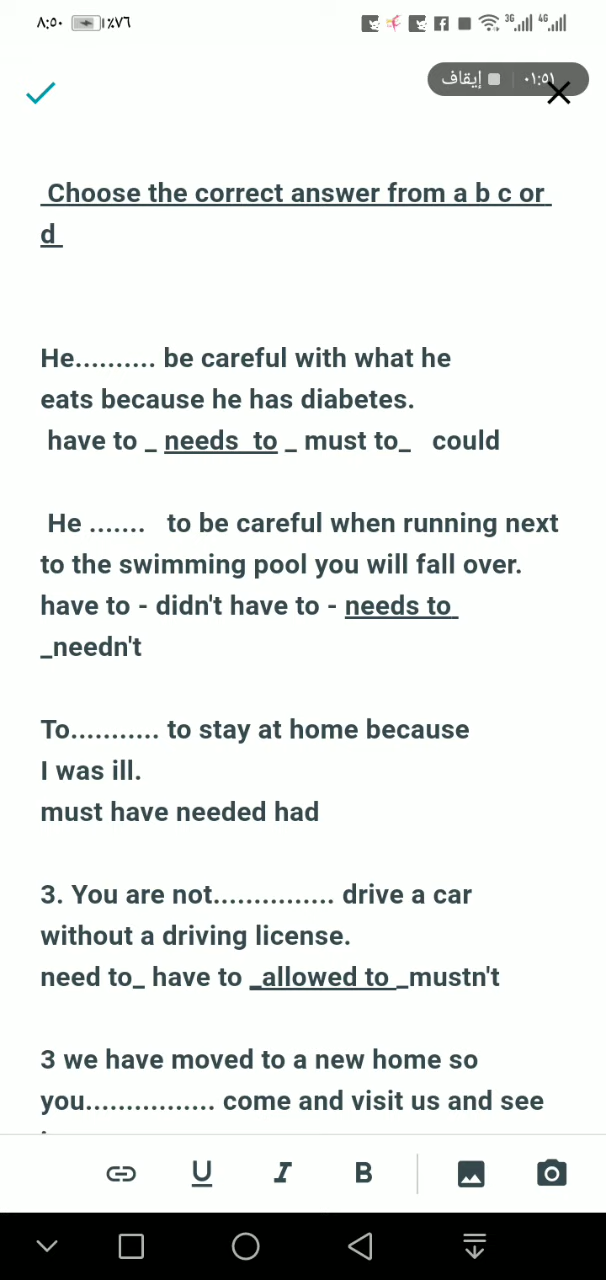 ٨:٥٠ ٪٧٦
3G 4G
إيقاف ٠١:٥١
Choose the correct answer from a b c or
d
He.......... be careful with what he
eats because he has diabetes.
have to _ needs to _ must to_ could
He ....... to be careful when running next
to the swimming pool you will fall over.
have to - didn't have to - needs to
_needn't
To........... to stay at home because
I was ill.
must have needed had
3. You are not............... drive a car
without a driving license.
need to_ have to _allowed to _mustn't
3 we have moved to a new home so
you................ come and visit us and see
U I B